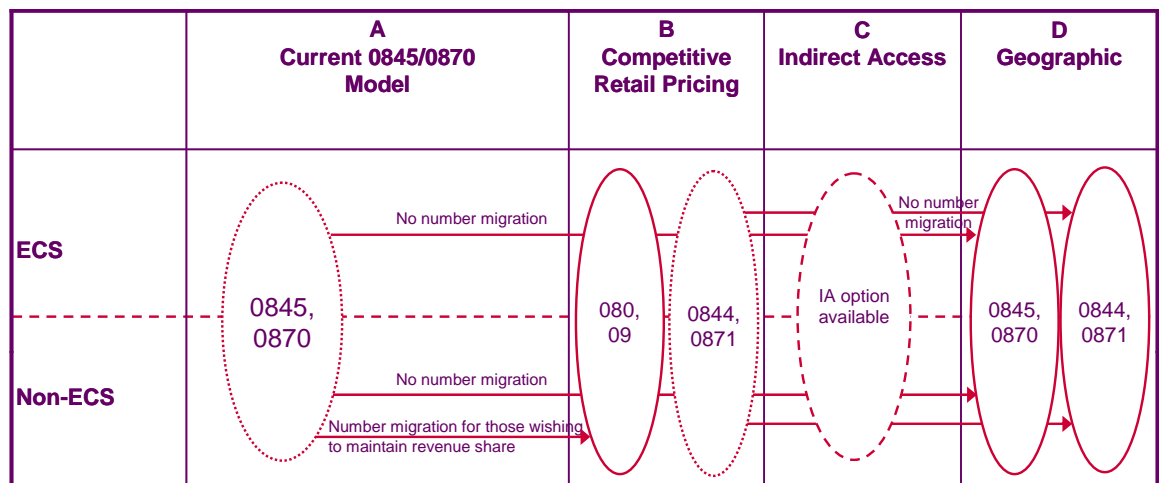 A
Current 0845/0870
Model
B
Competitive
Retail Pricing
C
Indirect Access
D
Geographic
ECS
No number migration
No number
migration
0845,
0870
080,
09
0844,
0871
IA option
available
0845,
0870
0844,
0871
Non-ECS
No number migration
Number migration for those wishing
to maintain revenue share